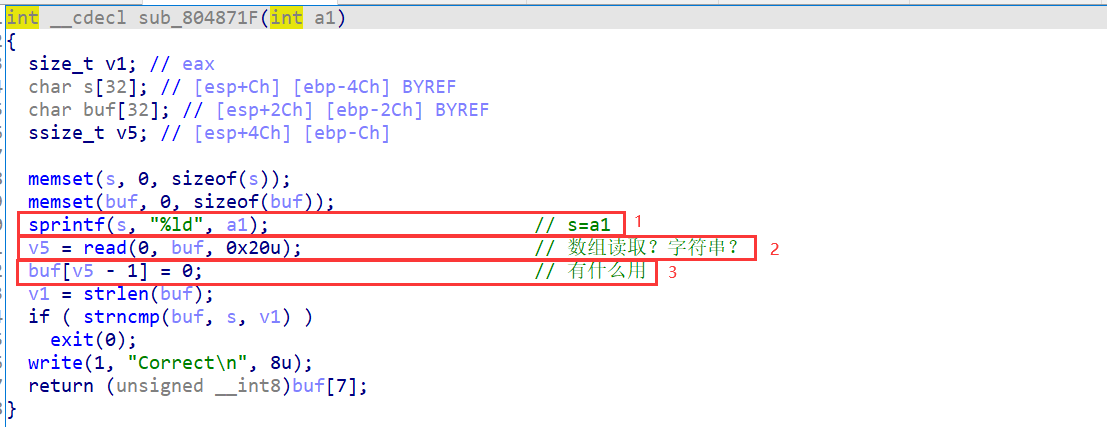 int __cdecl sub_804871F(int a1)
{
size_t v1; // eax
char s[32]; // [esp+Ch] [ebp-4Ch] BYREF
char buf[32]; // [esp+2Ch] [ebp-2Ch] BYREF
ssize_t v5; // [esp+4Ch] [ebp-Ch]
memset(s, 0, sizeof(s));
memset(buf, 0, sizeof(buf));
sprintf(s, "%ld", a1); // s=a1 1
v5 = read(0, buf, 0x20u); // 数组读取？字符串？ 2
buf[v5 - 1] = 0; // 有什么用 3
v1 = strlen(buf);
if ( strncmp(buf, s, v1) )
exit(0);
write(1, "Correct\n", 8u);
return (unsigned __int8)buf[7];
}